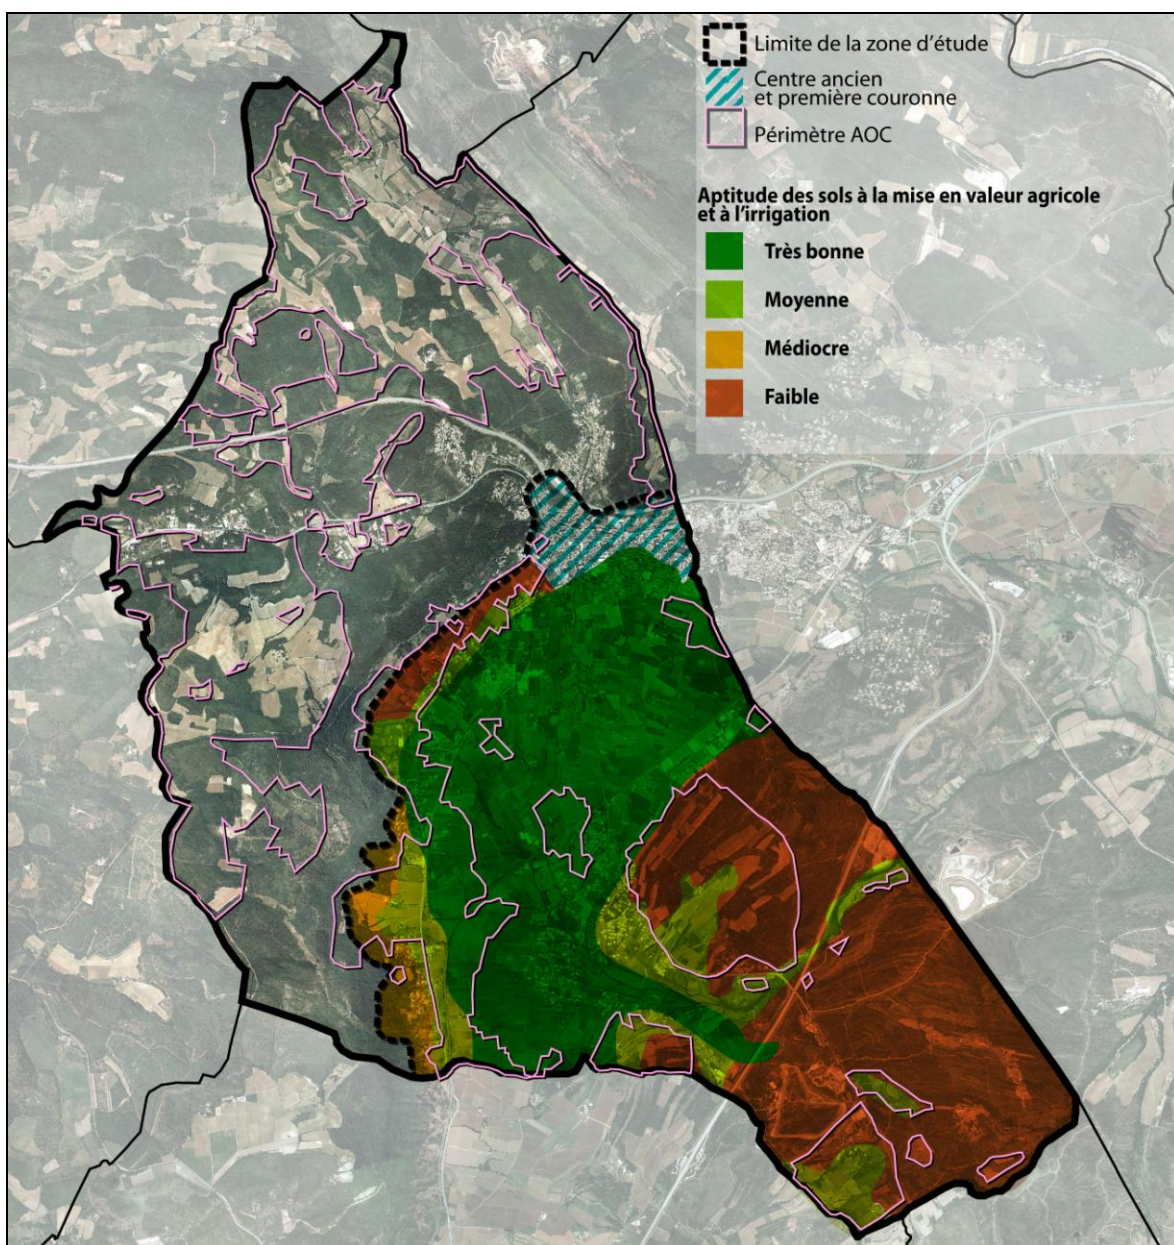 Limite de la zone d'étude
Centre ancien
et première couronne
Périmètre AOC
Aptitude des sols à la mise en valeur agricole
et à l'irrigation
Très bonne
Moyenne
Médiocre
Faible